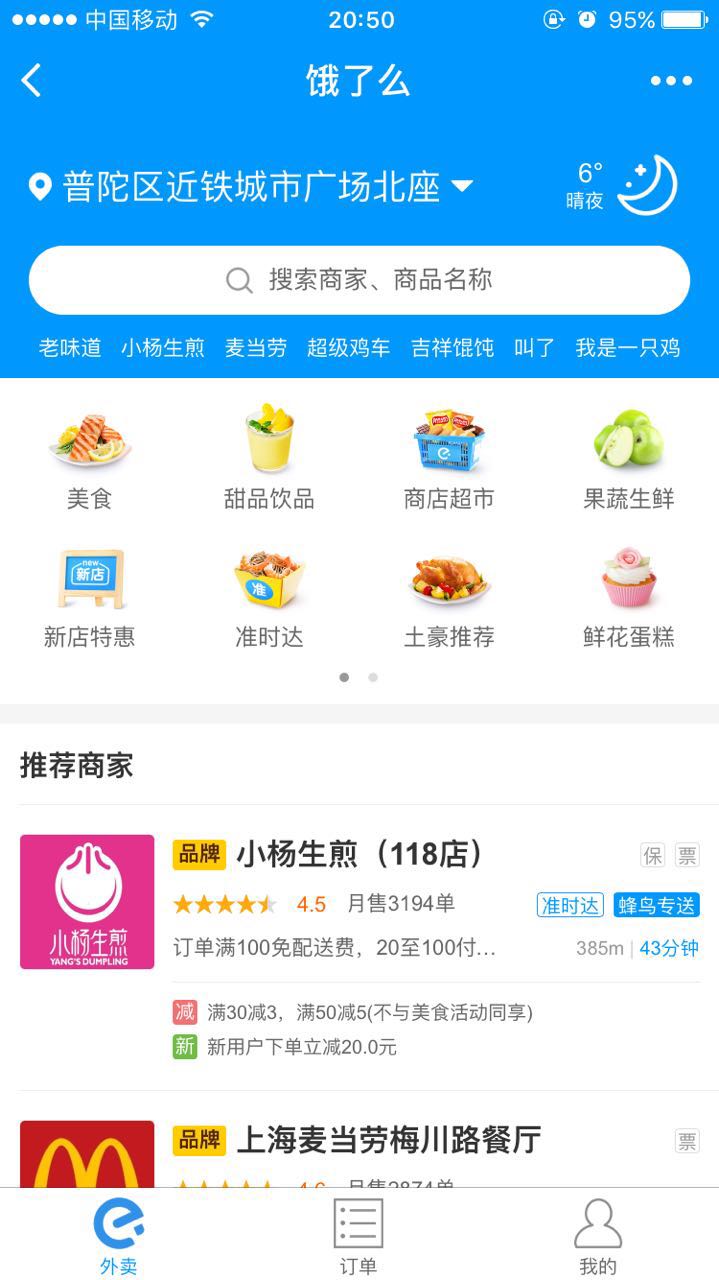 中国移动 20:50 95%
饿了么
普陀区近铁城市广场北座 6°
晴夜
搜索商家、商品名称
老味道 小杨生煎 麦当劳 超级鸡车 吉祥馄饨 叫了 我是一只鸡
美食 甜品饮品 商店超市 果蔬生鲜
new
新店
准
新店特惠 准时达 土豪推荐 鲜花蛋糕
推荐商家
品牌 小杨生煎（118店） 保 票
4.5 月售3194单 准时达 蜂鸟专送
小杨生煎
YANG'S DUMPLING
订单满100免配送费，20至100付... 385m | 43分钟
减 满30减3，满50减5(不与美食活动同享)
新 新用户下单立减20.0元
品牌 上海麦当劳梅川路餐厅 票
4.6 月售2874单
外卖 订单 我的